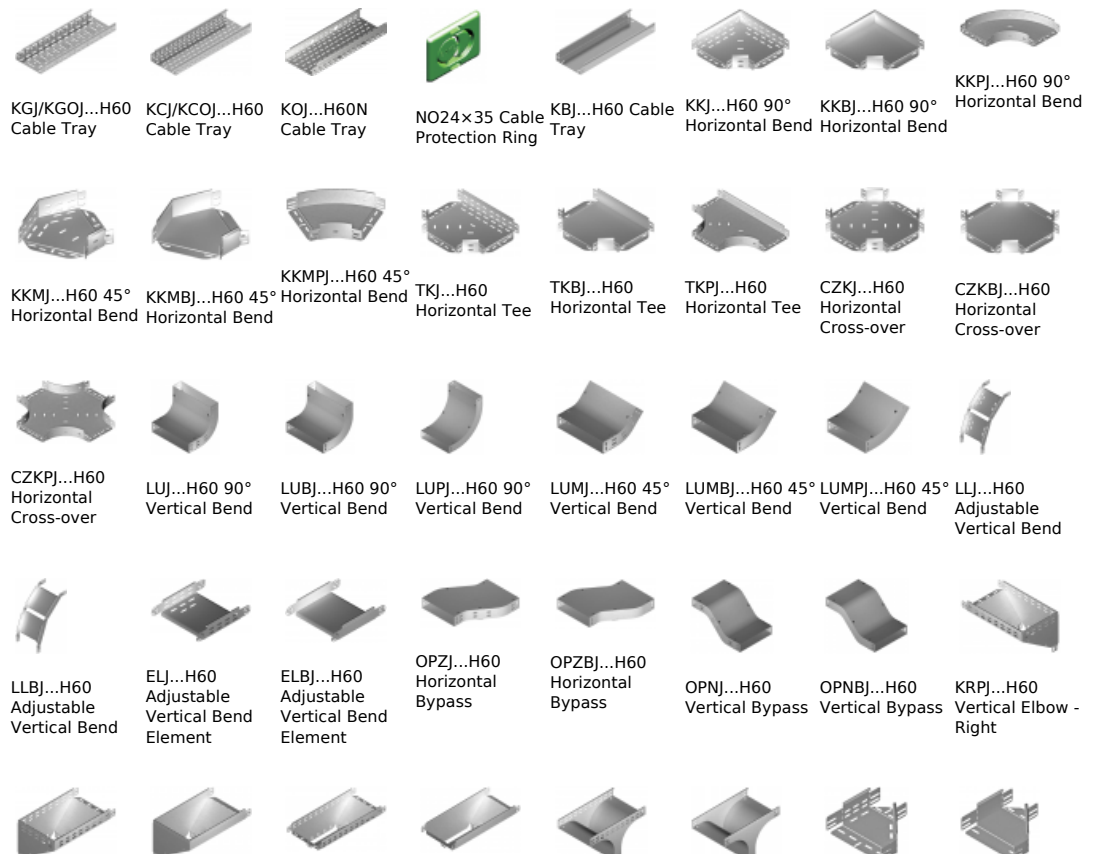 KGJ/KGOJ...H60
Cable Tray
KCJ/KCOJ...H60
Cable Tray
KOJ...H60N
Cable Tray
NO24×35 Cable
Protection Ring
KBJ...H60 Cable
Tray
KKJ...H60 90°
Horizontal Bend
KKBJ...H60 90°
Horizontal Bend
KKPJ...H60 90°
Horizontal Bend
KKMJ...H60 45°
Horizontal Bend
KKMBJ...H60 45°
Horizontal Bend
KKMPJ...H60 45°
Horizontal Bend
TKJ...H60
Horizontal Tee
TKBJ...H60
Horizontal Tee
TKPJ...H60
Horizontal Tee
CZKJ...H60
Horizontal
Cross-over
CZKBJ...H60
Horizontal
Cross-over
CZKPJ...H60
Horizontal
Cross-over
LUJ...H60 90°
Vertical Bend
LUBJ...H60 90°
Vertical Bend
LUPJ...H60 90°
Vertical Bend
LUMJ...H60 45°
Vertical Bend
LUMBJ...H60 45°
Vertical Bend
LUMPJ...H60 45°
Vertical Bend
LLJ...H60
Adjustable
Vertical Bend
LLBJ...H60
Adjustable
Vertical Bend
ELJ...H60
Adjustable
Vertical Bend
Element
ELBJ...H60
Adjustable
Vertical Bend
Element
OPZJ...H60
Horizontal
Bypass
OPZBJ...H60
Horizontal
Bypass
OPNJ...H60
Vertical Bypass
OPNBJ...H60
Vertical Bypass
KRPJ...H60
Vertical Elbow -
Right